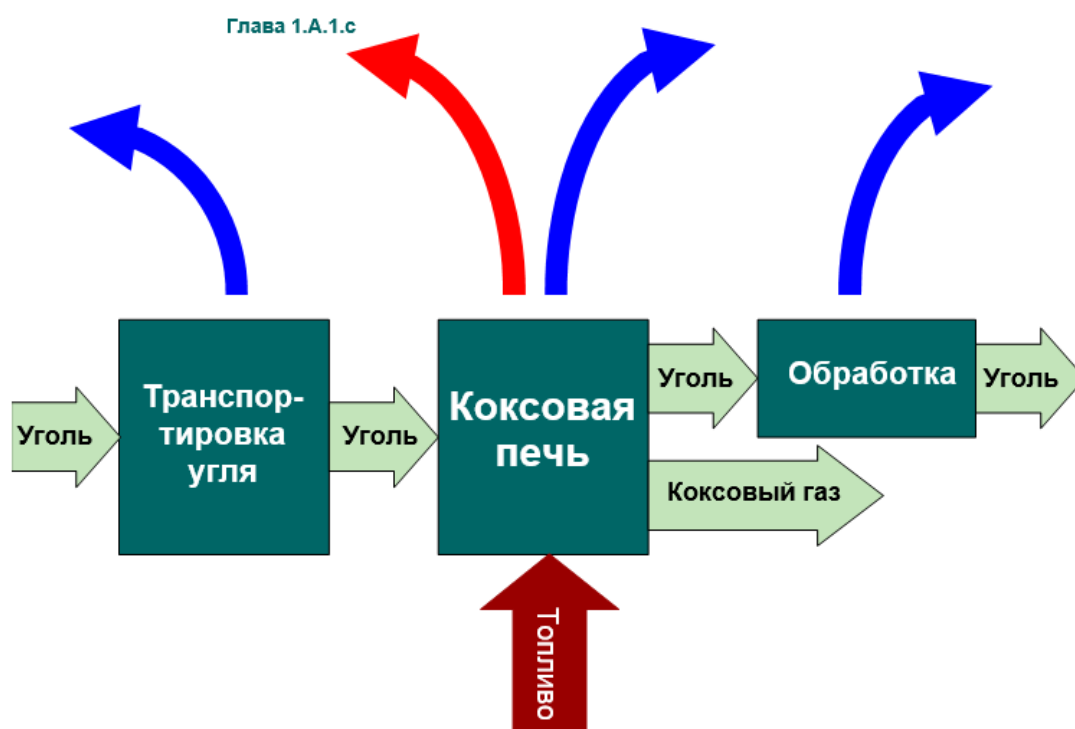 Глава 1.A.1.c
Уголь
Транспор-
тировка
угля
Уголь
Коксовая
печь
Уголь
Обработка
Уголь
Коксовый газ
Топливо